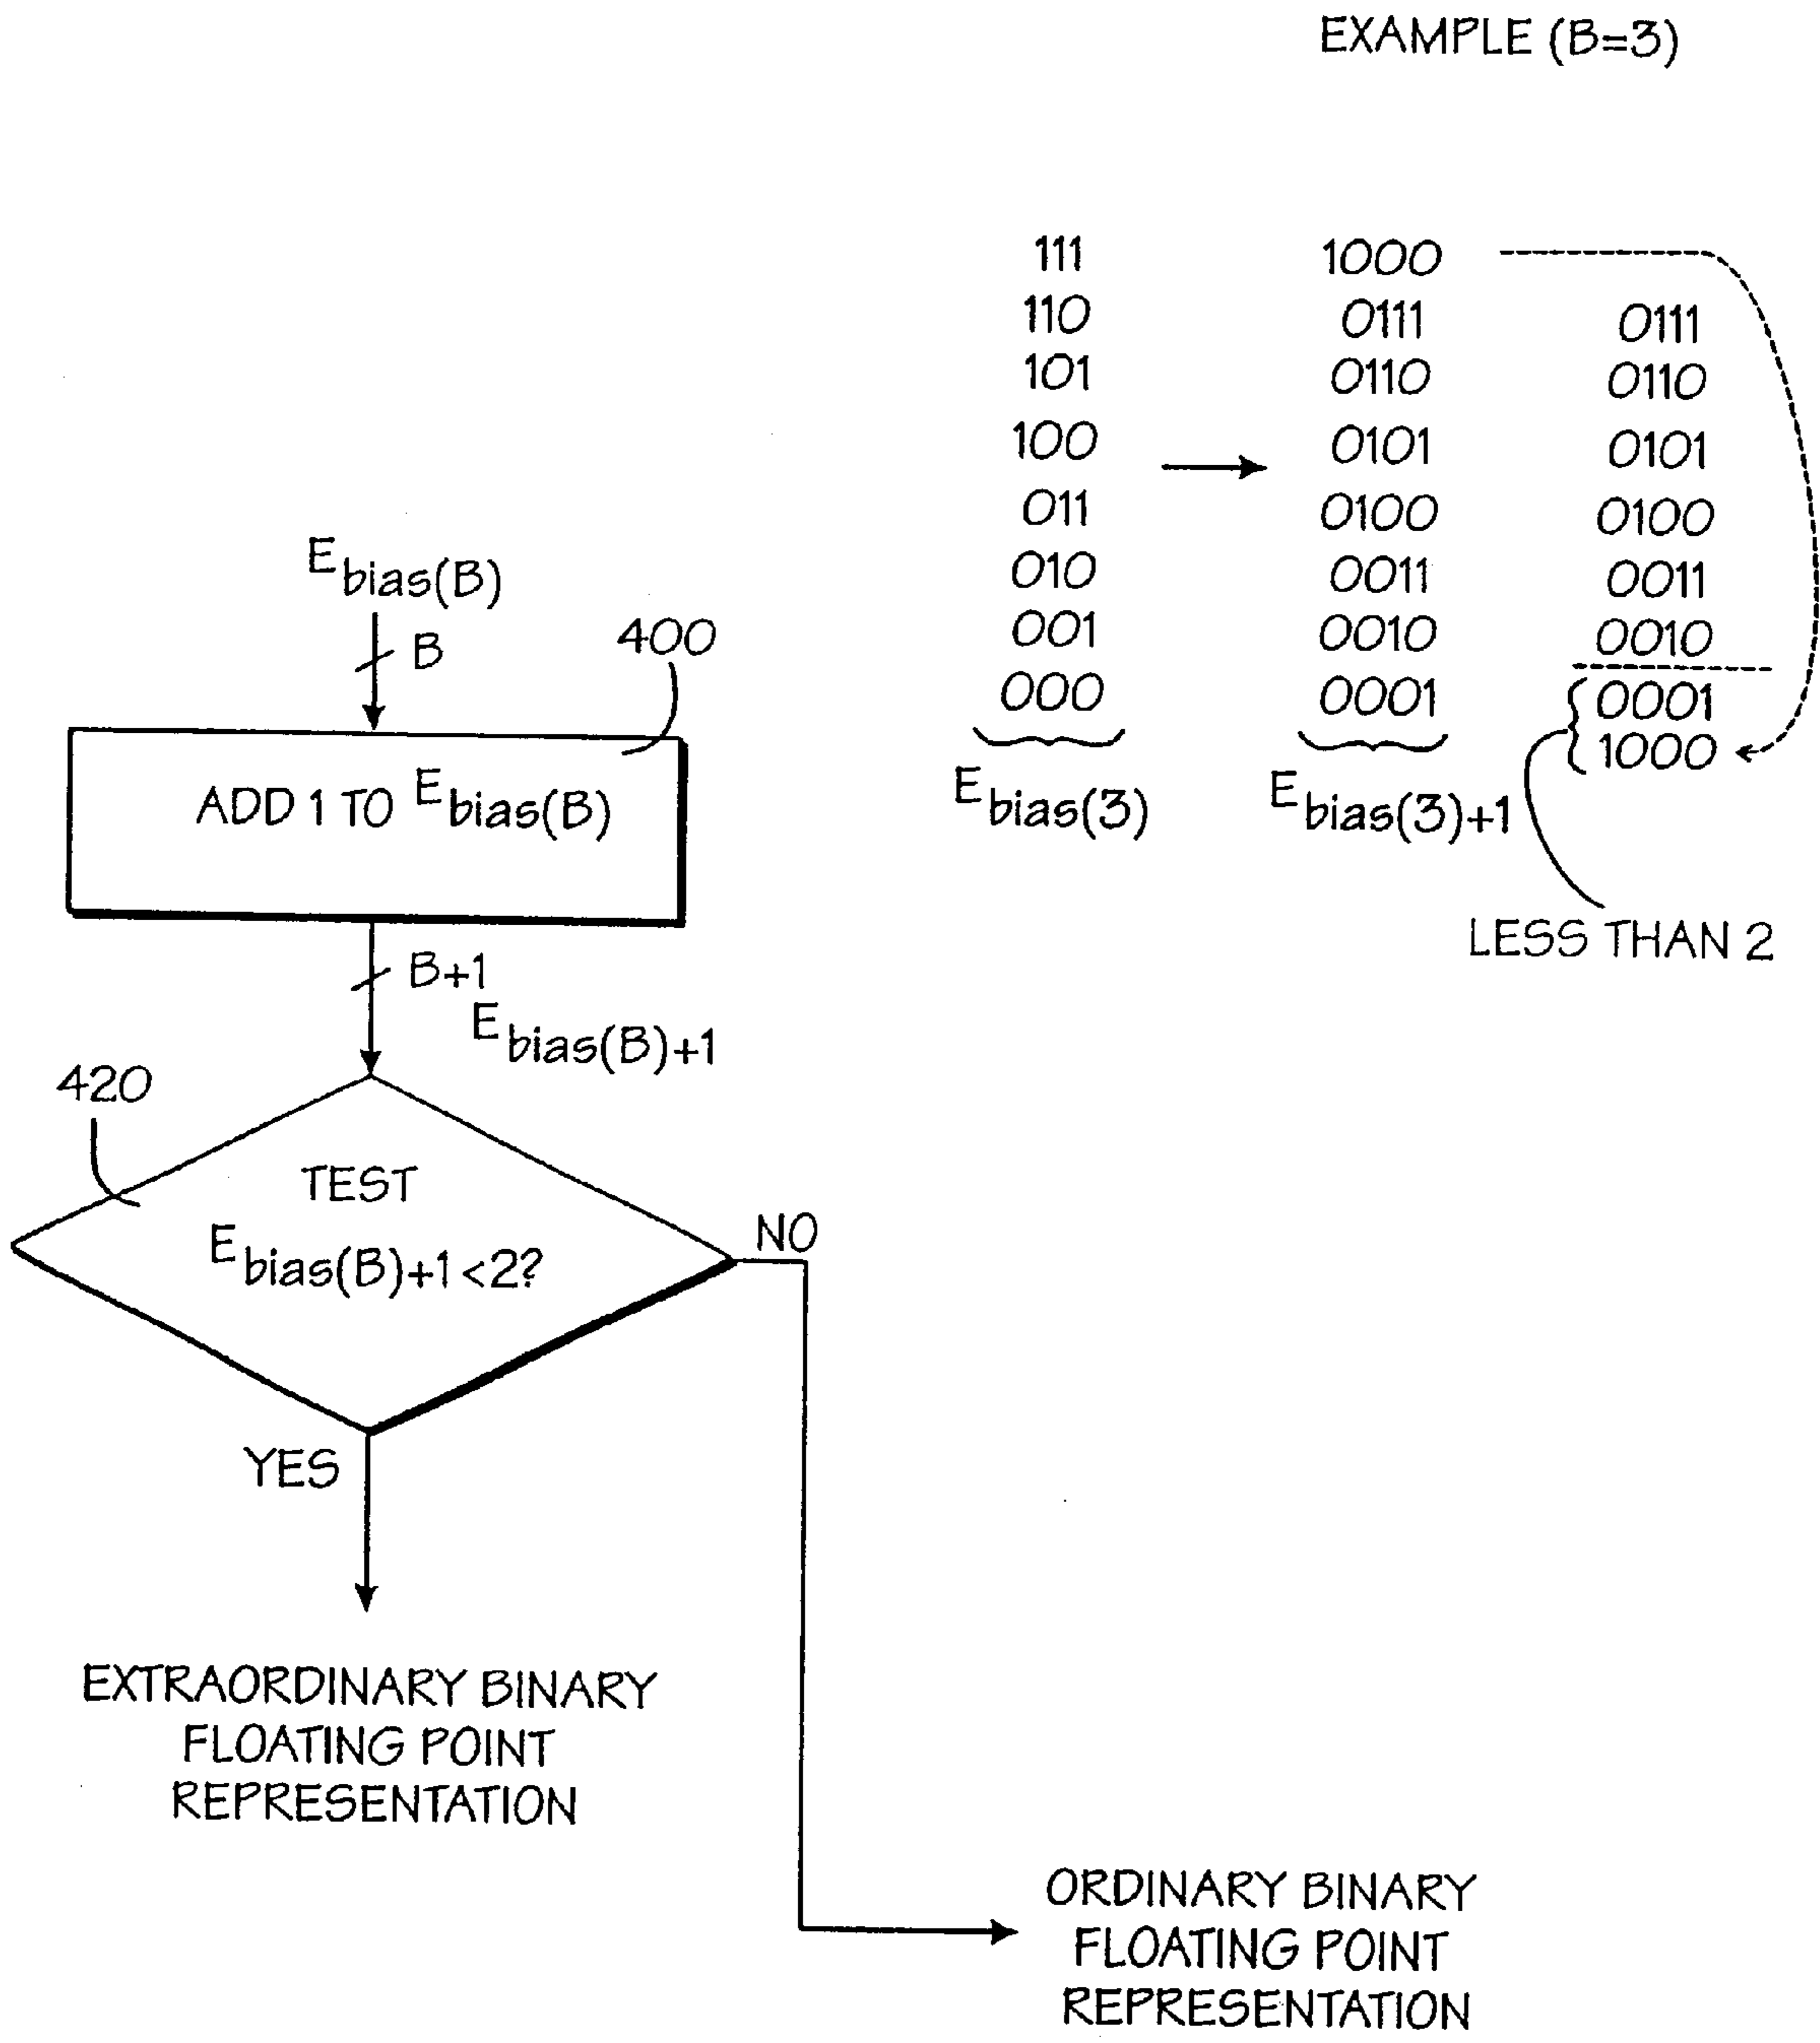 EXAMPLE (B=3)
111 1000
110 0111 0111
101 0110 0110
100 0101 0101
011 0100 0100
010 0011 0011
001 0010 0010
000 0001 0001
1000
Ebias(3) Ebias(3)+1
LESS THAN 2
Ebias(B)
B
400
ADD 1 TO Ebias(B)
B+1
Ebias(B)+1
420
TEST
Ebias(B)+1<2?
NO
YES
EXTRAORDINARY BINARY
FLOATING POINT
REPRESENTATION
ORDINARY BINARY
FLOATING POINT
REPRESENTATION